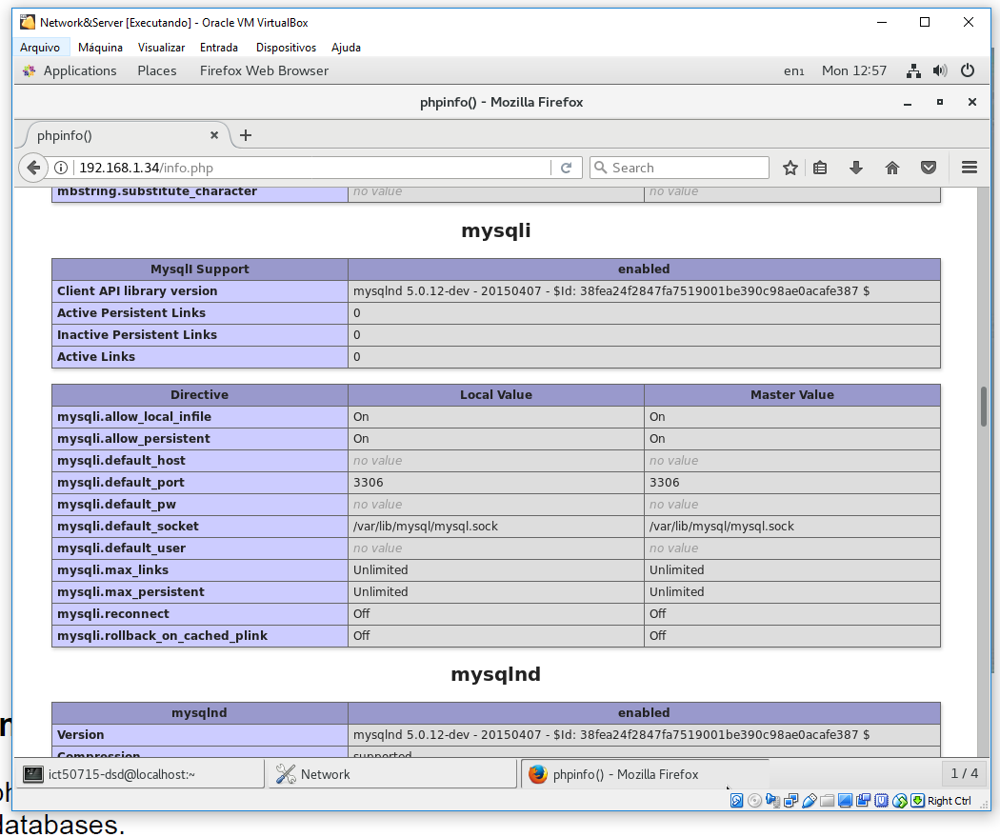 Network&Server [Executando] - Oracle VM VirtualBox
Arquivo Máquina Visualizar Entrada Dispositivos Ajuda
Applications Places Firefox Web Browser en1 Mon 12:57
phpinfo() - Mozilla Firefox
phpinfo()
192.168.1.34/info.php Search
mbstring.substitute_character no value no value
mysqli
MysqlI Support enabled
Client API library version mysqlnd 5.0.12-dev - 20150407 - $Id: 38fea24f2847fa7519001be390c98ae0acafe387 $
Active Persistent Links 0
Inactive Persistent Links 0
Active Links 0
Directive Local Value Master Value
mysqli.allow_local_infile On On
mysqli.allow_persistent On On
mysqli.default_host no value no value
mysqli.default_port 3306 3306
mysqli.default_pw no value no value
mysqli.default_socket /var/lib/mysql/mysql.sock /var/lib/mysql/mysql.sock
mysqli.default_user no value no value
mysqli.max_links Unlimited Unlimited
mysqli.max_persistent Unlimited Unlimited
mysqli.reconnect Off Off
mysqli.rollback_on_cached_plink Off Off
mysqlnd
mysqlnd enabled
Version mysqlnd 5.0.12-dev - 20150407 - $Id: 38fea24f2847fa7519001be390c98ae0acafe387 $
Compression supported
ict50715-dsd@localhost:~ Network phpinfo() - Mozilla Firefox 1 / 4
Right Ctrl
databases.